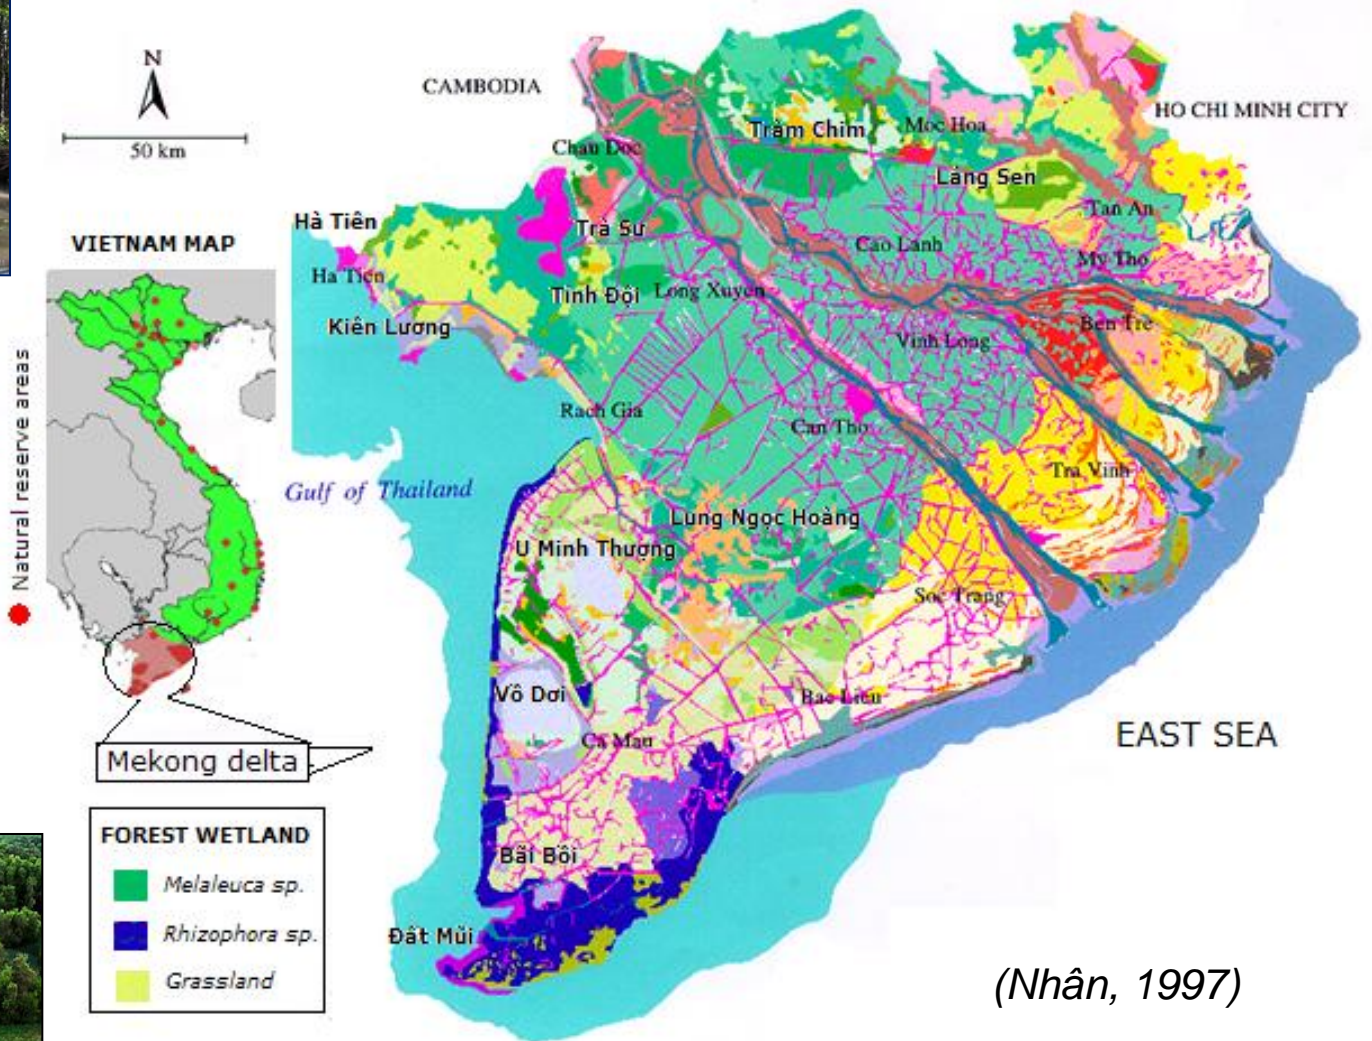 N
50 km
CAMBODIA
HO CHI MINH CITY
Tràm Chim
Moc Hoa
Chau Doc
Láng Sen
Tan An
Hà Tiên
Trà Sư
Cao Lanh
VIETNAM MAP
My Tho
Ha Tien
Tinh Đội
Long Xuyen
Kiên Lương
Ben Tre
Vinh Long
Rach Gia
Can Tho
Tra Vinh
Gulf of Thailand
Natural reserve areas
Lung Ngọc Hoàng
U Minh Thượng
Soc Trang
Vô Dơi
Bac Lieu
Ca Mau
EAST SEA
Mekong delta
FOREST WETLAND
Melaleuca sp.
Rhizophora sp.
Grassland
Bãi Bôi
Đất Mũi
(Nhân, 1997)